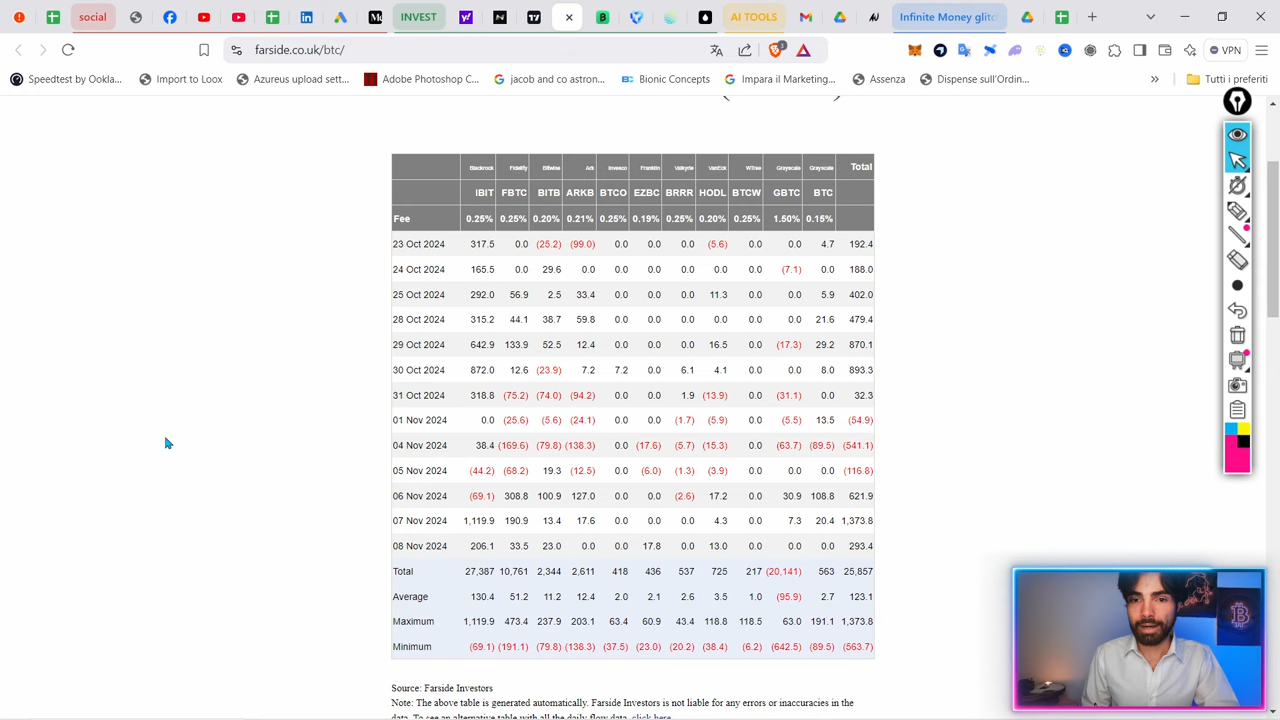 social
INVEST
AI TOOLS
Infinite Money glitc
farside.co.uk/btc/
VPN
Speedtest by Ookla...
Import to Loox
Azureus upload sett...
Adobe Photoshop C...
jacob and co astron...
Bionic Concepts
Impara il Marketing...
Assenza
Dispense sull'Ordin...
»
Tutti i preferiti
Blackrock Fidelity Bitwise Ark Invesco Franklin Valkyrie VanEck WTree Grayscale Grayscale Total
IBIT FBTC BITB ARKB BTCO EZBC BRRR HODL BTCW GBTC BTC
Fee 0.25% 0.25% 0.20% 0.21% 0.25% 0.19% 0.25% 0.20% 0.25% 1.50% 0.15%
23 Oct 2024 317.5 0.0 (25.2) (99.0) 0.0 0.0 0.0 (5.6) 0.0 0.0 4.7 192.4
24 Oct 2024 165.5 0.0 29.6 0.0 0.0 0.0 0.0 0.0 0.0 (7.1) 0.0 188.0
25 Oct 2024 292.0 56.9 2.5 33.4 0.0 0.0 0.0 11.3 0.0 0.0 5.9 402.0
28 Oct 2024 315.2 44.1 38.7 59.8 0.0 0.0 0.0 0.0 0.0 0.0 21.6 479.4
29 Oct 2024 642.9 133.9 52.5 12.4 0.0 0.0 0.0 16.5 0.0 (17.3) 29.2 870.1
30 Oct 2024 872.0 12.6 (23.9) 7.2 7.2 0.0 6.1 4.1 0.0 0.0 8.0 893.3
31 Oct 2024 318.8 (75.2) (74.0) (94.2) 0.0 0.0 1.9 (13.9) 0.0 (31.1) 0.0 32.3
01 Nov 2024 0.0 (25.6) (5.6) (24.1) 0.0 0.0 (1.7) (5.9) 0.0 (5.5) 13.5 (54.9)
04 Nov 2024 38.4 (169.6) (79.8) (138.3) 0.0 (17.6) (5.7) (15.3) 0.0 (63.7) (89.5) (541.1)
05 Nov 2024 (44.2) (68.2) 19.3 (12.5) 0.0 (6.0) (1.3) (3.9) 0.0 0.0 0.0 (116.8)
06 Nov 2024 (69.1) 308.8 100.9 127.0 0.0 0.0 (2.6) 17.2 0.0 30.9 108.8 621.9
07 Nov 2024 1,119.9 190.9 13.4 17.6 0.0 0.0 0.0 4.3 0.0 7.3 20.4 1,373.8
08 Nov 2024 206.1 33.5 23.0 0.0 0.0 17.8 0.0 13.0 0.0 0.0 0.0 293.4
Total 27,387 10,761 2,344 2,611 418 436 537 725 217 (20,141) 563 25,857
Average 130.4 51.2 11.2 12.4 2.0 2.1 2.6 3.5 1.0 (95.9) 2.7 123.1
Maximum 1,119.9 473.4 237.9 203.1 63.4 60.9 43.4 118.8 118.5 63.0 191.1 1,373.8
Minimum (69.1) (191.1) (79.8) (138.3) (37.5) (23.0) (20.2) (38.4) (6.2) (642.5) (89.5) (563.7)
Source: Farside Investors
Note: The above table is generated automatically. Farside Investors is not liable for any errors or inaccuracies in the
data. To see an alternative table with all the daily flow data, click here